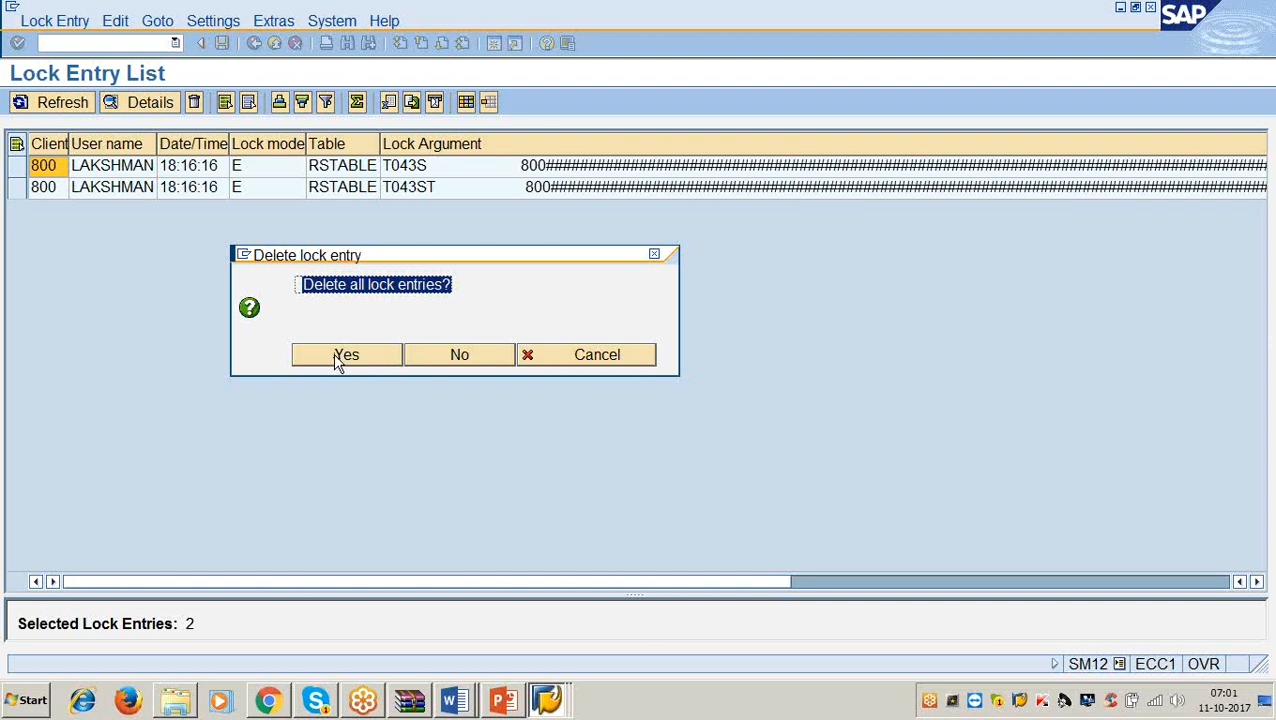 Lock Entry Edit Goto Settings Extras System Help
SAP
Lock Entry List
Refresh Details
Client User name Date/Time Lock mode Table Lock Argument
800 LAKSHMAN 18:16:16 E RSTABLE T043S 800
800 LAKSHMAN 18:16:16 E RSTABLE T043ST 800
Delete lock entry
Delete all lock entries?
Yes No Cancel
Selected Lock Entries: 2
SM12 ECC1 OVR
Start
07:01
11-10-2017